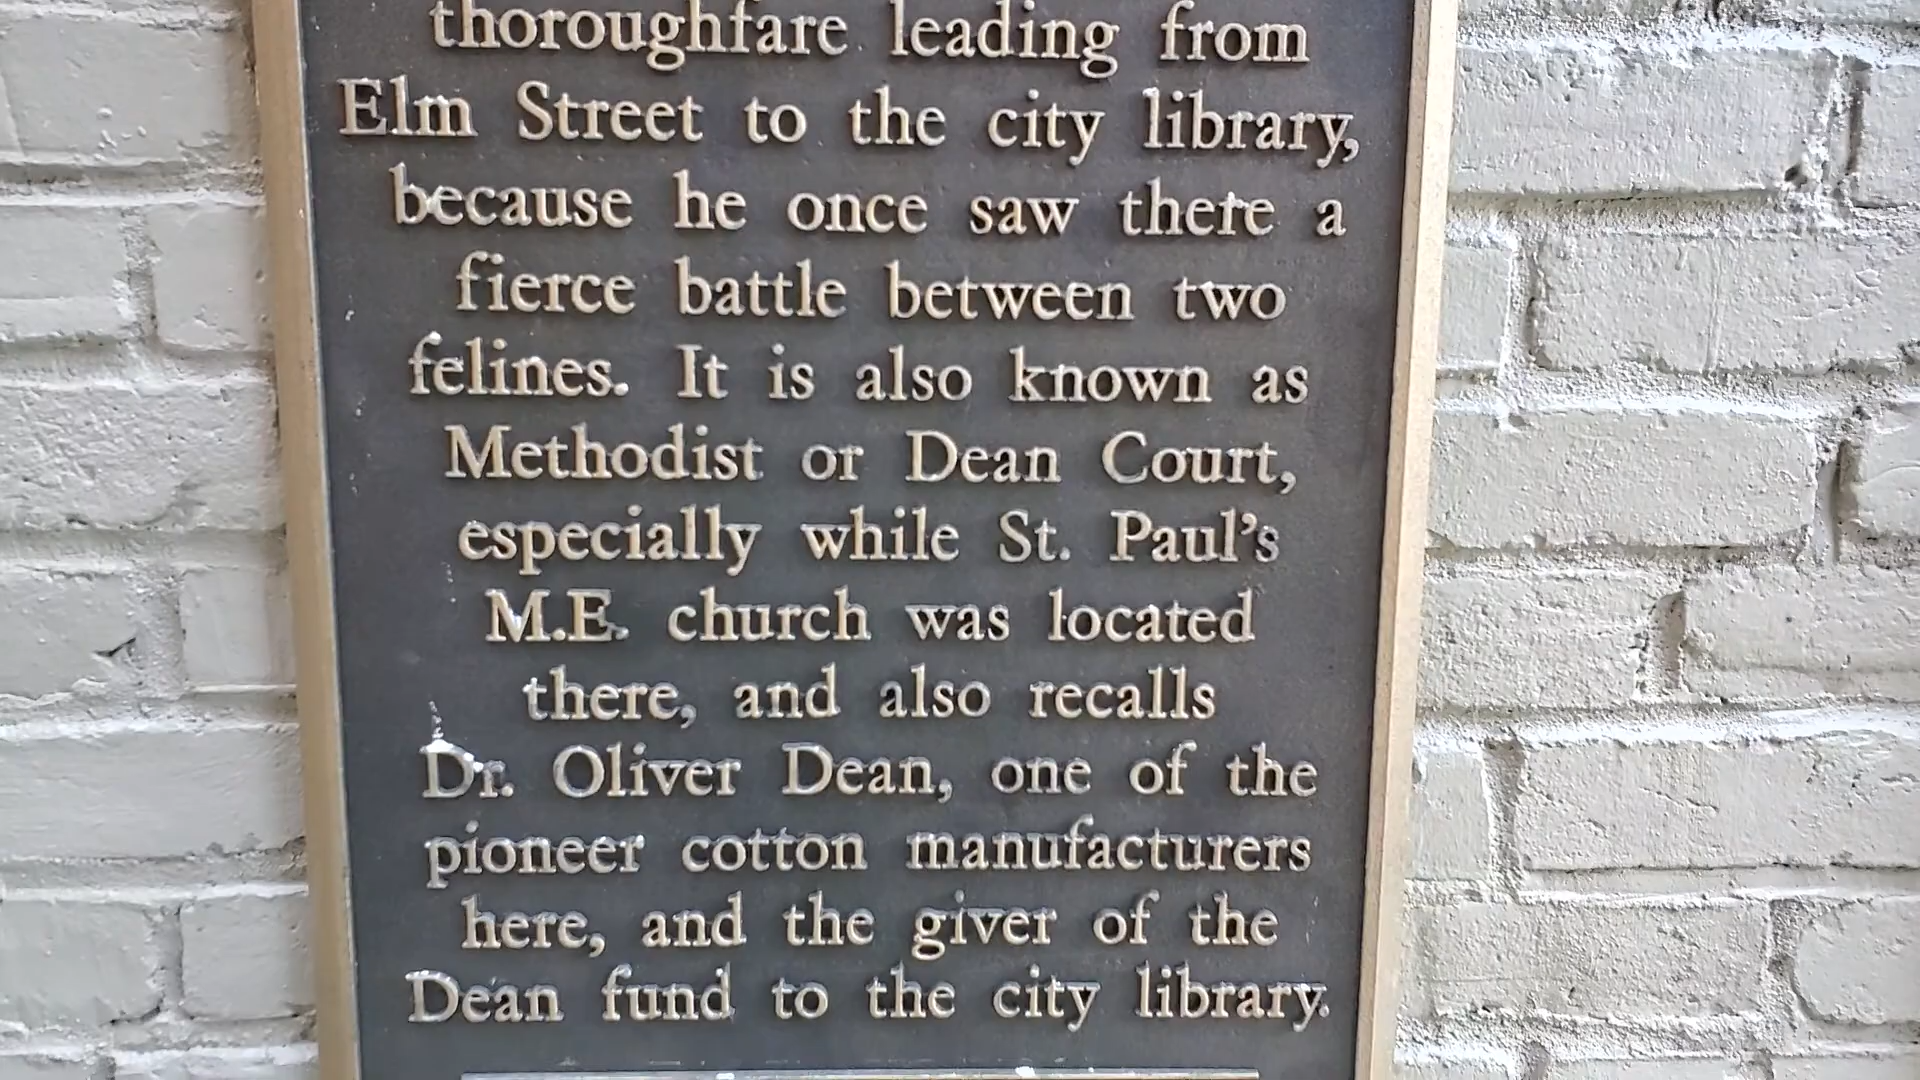 thoroughfare leading from
Elm Street to the city library,
because he once saw there a
fierce battle between two
felines. It is also known as
Methodist or Dean Court,
especially while St. Paul's
M.E. church was located
there, and also recalls
Dr. Oliver Dean, one of the
pioneer cotton manufacturers
here, and the giver of the
Dean fund to the city library.